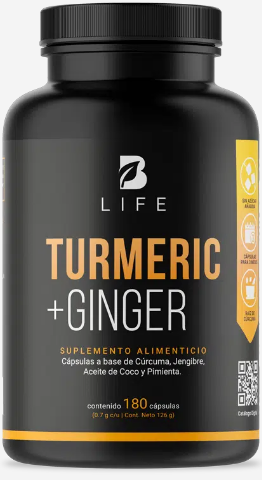 B
LIFE
TURMERIC
+GINGER
SUPLEMENTO ALIMENTICIO
Cápsulas a base de Cúrcuma, Jengibre,
Aceite de Coco y Pimienta.
contenido 180 cápsulas
(0.7 g c/u | Cont. Neto 126 g)